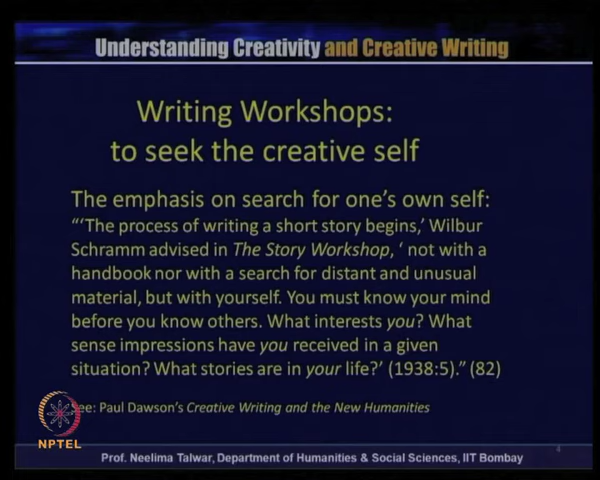 Understanding Creativity and Creative Writing
Writing Workshops:
to seek the creative self
The emphasis on search for one's own self:
"'The process of writing a short story begins,' Wilbur
Schramm advised in The Story Workshop, ' not with a
handbook nor with a search for distant and unusual
material, but with yourself. You must know your mind
before you know others. What interests you? What
sense impressions have you received in a given
situation? What stories are in your life?' (1938:5)." (82)
ee: Paul Dawson's Creative Writing and the New Humanities
NPTEL
4
Prof. Neelima Talwar, Department of Humanities & Social Sciences, IIT Bombay